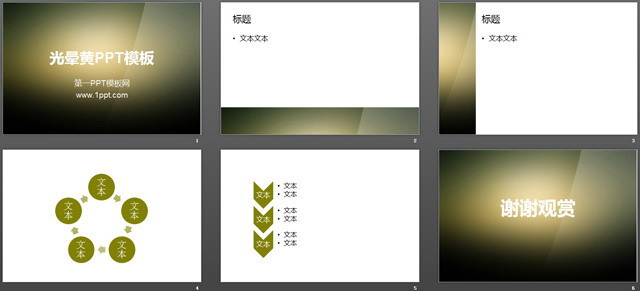 光晕黄PPT模板
第一PPT模板网
www.1ppt.com
1
标题
• 文本文本
2
标题
• 文本文本
3
文本
文本
文本
文本
文本
4
文本
• 文本
• 文本
文本
• 文本
• 文本
文本
• 文本
• 文本
5
谢谢观赏
6